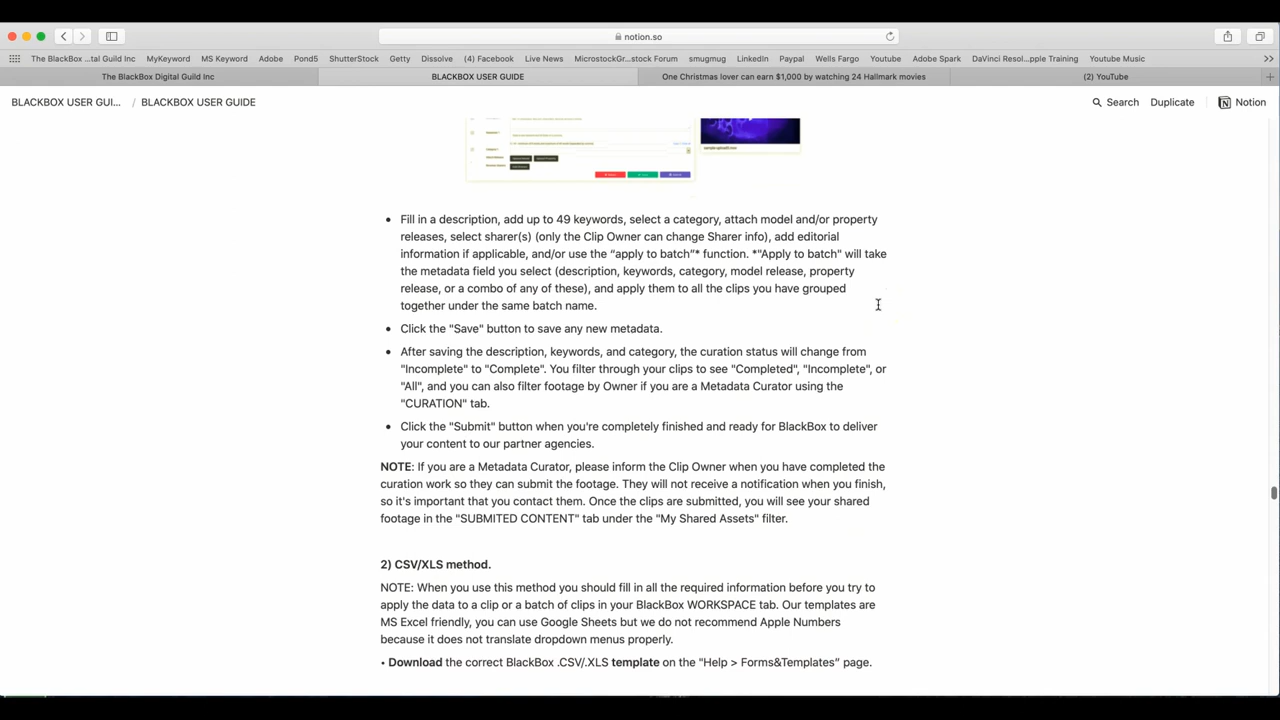 notion.so
The BlackBox ...tal Guild Inc
MyKeyword
MS Keyword
Adobe
Pond5
ShutterStock
Getty
Dissolve
(4) Facebook
Live News
MicrostockGr...stock Forum
smugmug
LinkedIn
Paypal
Wells Fargo
Youtube
Adobe Spark
DaVinci Resol...pple Training
Youtube Music
The BlackBox Digital Guild Inc
BLACKBOX USER GUIDE
One Christmas lover can earn $1,000 by watching 24 Hallmark movies
(2) YouTube
BLACKBOX USER GUI... / BLACKBOX USER GUIDE
Search
Duplicate
Notion
• Fill in a description, add up to 49 keywords, select a category, attach model and/or property
releases, select sharer(s) (only the Clip Owner can change Sharer info), add editorial
information if applicable, and/or use the “apply to batch”* function. *"Apply to batch" will take
the metadata field you select (description, keywords, category, model release, property
release, or a combo of any of these), and apply them to all the clips you have grouped
together under the same batch name.
• Click the "Save" button to save any new metadata.
• After saving the description, keywords, and category, the curation status will change from
"Incomplete" to "Complete". You filter through your clips to see "Completed", "Incomplete", or
"All", and you can also filter footage by Owner if you are a Metadata Curator using the
"CURATION" tab.
• Click the "Submit" button when you're completely finished and ready for BlackBox to deliver
your content to our partner agencies.
NOTE: If you are a Metadata Curator, please inform the Clip Owner when you have completed the
curation work so they can submit the footage. They will not receive a notification when you finish,
so it's important that you contact them. Once the clips are submitted, you will see your shared
footage in the "SUBMITED CONTENT" tab under the "My Shared Assets" filter.
2) CSV/XLS method.
NOTE: When you use this method you should fill in all the required information before you try to
apply the data to a clip or a batch of clips in your BlackBox WORKSPACE tab. Our templates are
MS Excel friendly, you can use Google Sheets but we do not recommend Apple Numbers
because it does not translate dropdown menus properly.
• Download the correct BlackBox .CSV/.XLS template on the “Help > Forms&Templates” page.